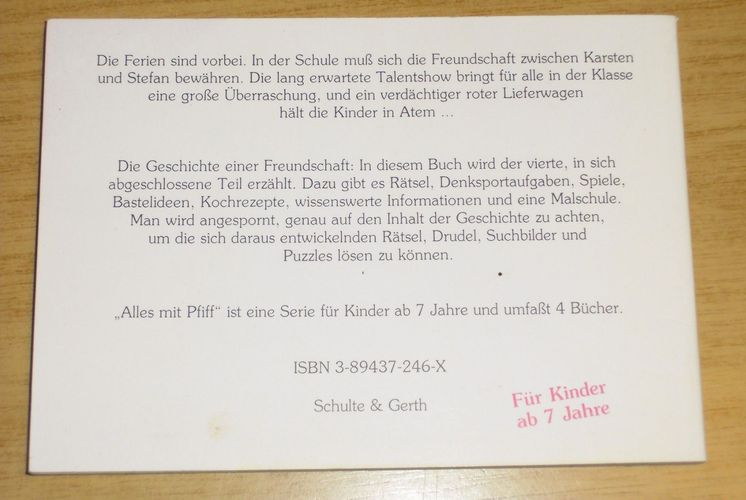 Die Ferien sind vorbei. In der Schule muß sich die Freundschaft zwischen Karsten
und Stefan bewähren. Die lang erwartete Talentshow bringt für alle in der Klasse
eine große Überraschung, und ein verdächtiger roter Lieferwagen
hält die Kinder in Atem ...
Die Geschichte einer Freundschaft: In diesem Buch wird der vierte, in sich
abgeschlossene Teil erzählt. Dazu gibt es Rätsel, Denksportaufgaben, Spiele,
Bastelideen, Kochrezepte, wissenswerte Informationen und eine Malschule.
Man wird angespornt, genau auf den Inhalt der Geschichte zu achten,
um die sich daraus entwickelnden Rätsel, Drudel, Suchbilder und
Puzzles lösen zu können.
„Alles mit Pfiff“ ist eine Serie für Kinder ab 7 Jahre und umfaßt 4 Bücher.
ISBN 3-89437-246-X
Schulte & Gerth
Für Kinder
ab 7 Jahre